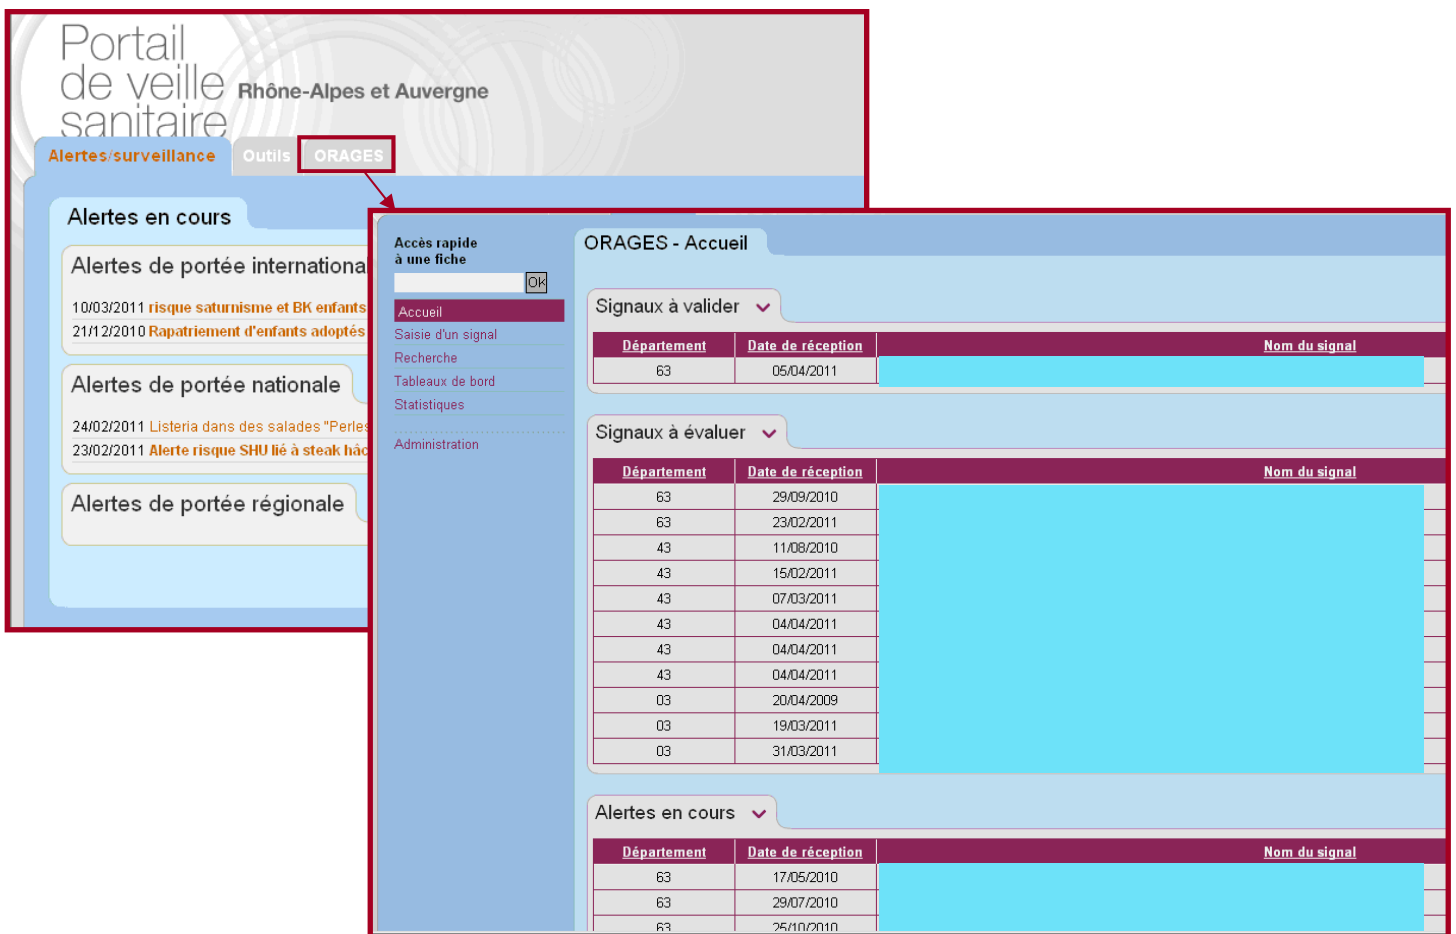 Portail
de veille
sanitaire
Rhône-Alpes et Auvergne
Alertes/surveillance
Outils
ORAGES
Alertes en cours
Alertes de portée internationa
10/03/2011 risque saturnisme et BK enfants
21/12/2010 Rapatriement d'enfants adoptés
Alertes de portée nationale
24/02/2011 Listeria dans des salades "Perles
23/02/2011 Alerte risque SHU lié à steak hâc
Alertes de portée régionale
Accès rapide
à une fiche
OK
Accueil
Saisie d'un signal
Recherche
Tableaux de bord
Statistiques
Administration
ORAGES - Accueil
Signaux à valider
Département Date de réception Nom du signal
63 05/04/2011
Signaux à évaluer
Département Date de réception Nom du signal
63 29/09/2010
63 23/02/2011
43 11/08/2010
43 15/02/2011
43 07/03/2011
43 04/04/2011
43 04/04/2011
43 04/04/2011
03 20/04/2009
03 19/03/2011
03 31/03/2011
Alertes en cours
Département Date de réception Nom du signal
63 17/05/2010
63 29/07/2010
63 25/10/2010